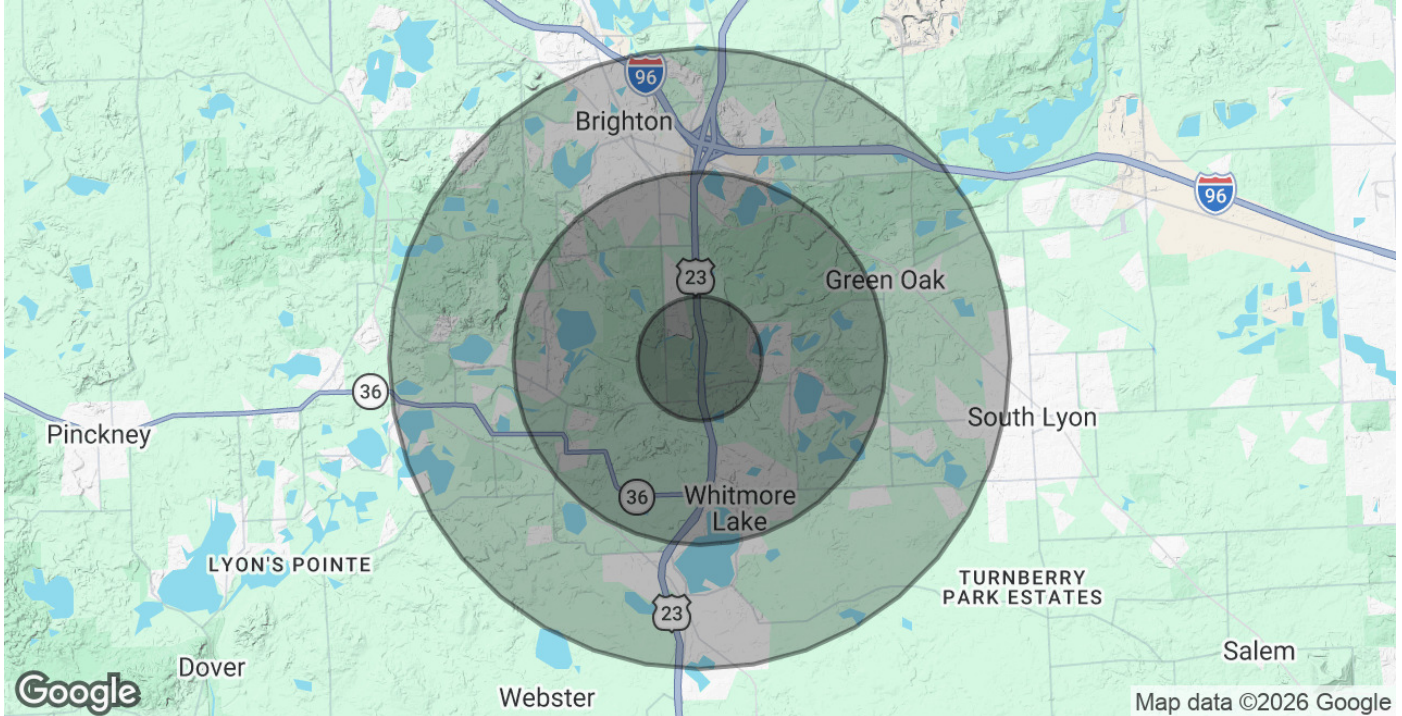 96
Brighton
96
23
Green Oak
36
Pinckney
South Lyon
36
Whitmore
Lake
LYON'S POINTE
TURNBERRY
PARK ESTATES
23
Salem
Dover
Google
Webster
Map data ©2026 Google